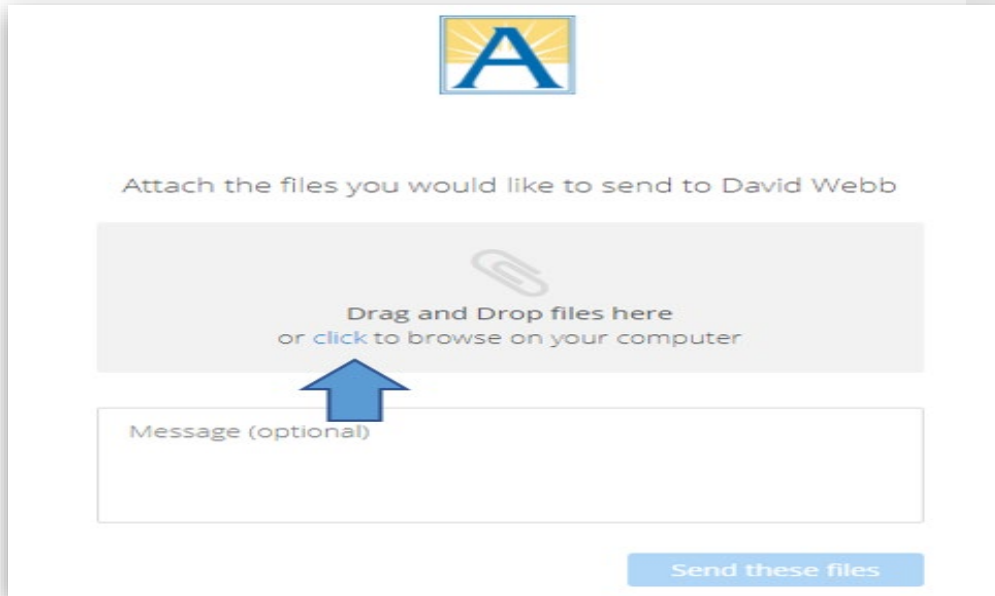 A
Attach the files you would like to send to David Webb
Drag and Drop files here
or click to browse on your computer
Message (optional)
Send these files